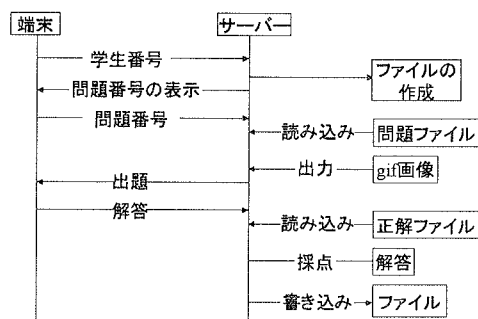 端末
サーバー
学生番号
ファイルの
作成
問題番号の表示
問題番号
読み込み 問題ファイル
出力 gif画像
出題
解答
読み込み 正解ファイル
採点 解答
書き込み ファイル